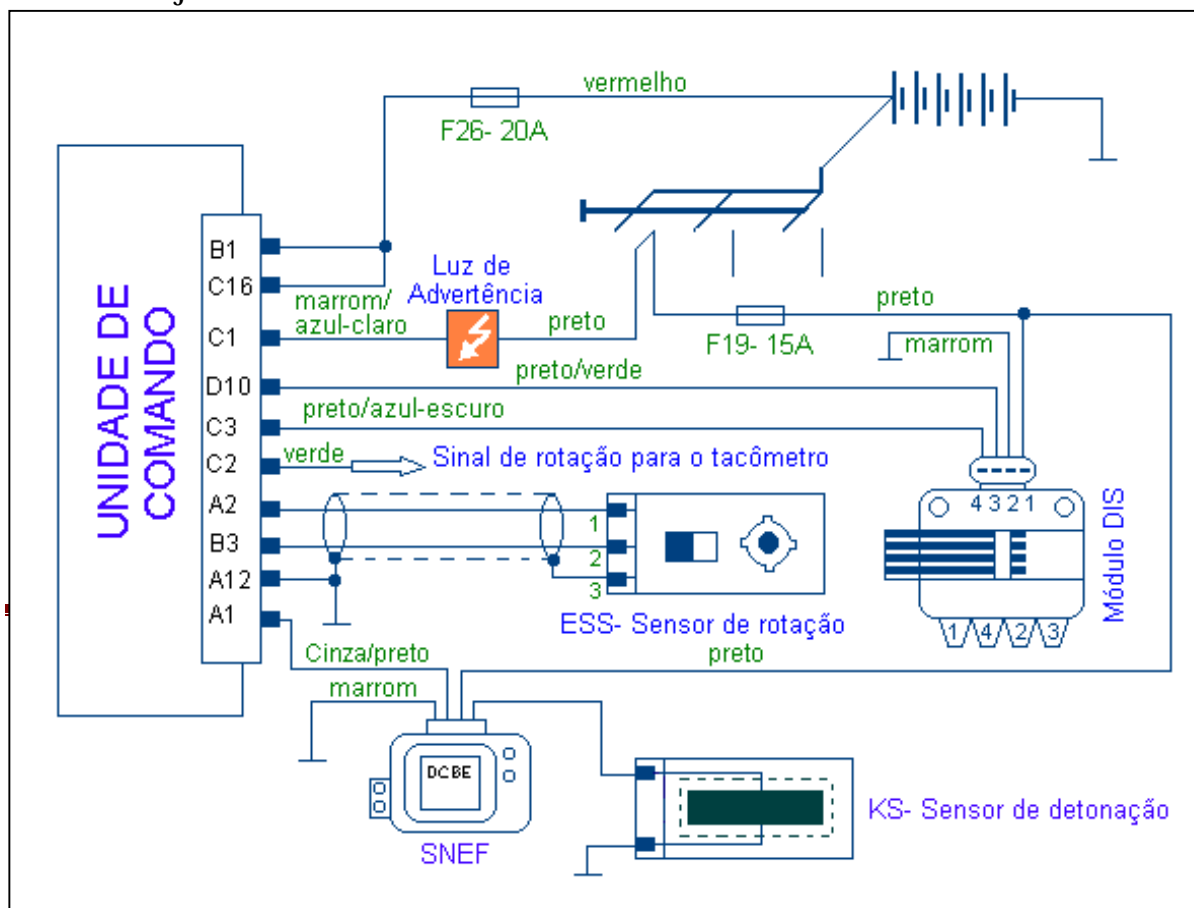 vermelho
F26- 20A
UNIDADE DE
COMANDO
B1
C16
C1
D10
C3
C2
A2
B3
A12
A1
marrom/
azul-claro
Luz de
Advertência
preto
F19- 15A
preto
marrom
preto/verde
preto/azul-escuro
verde
Sinal de rotação para o tacômetro
1
2
3
ESS- Sensor de rotação
4 3 2 1
1 4 2 3
Módulo DIS
Cinza/preto
preto
marrom
DCBE
SNEF
KS- Sensor de detonação